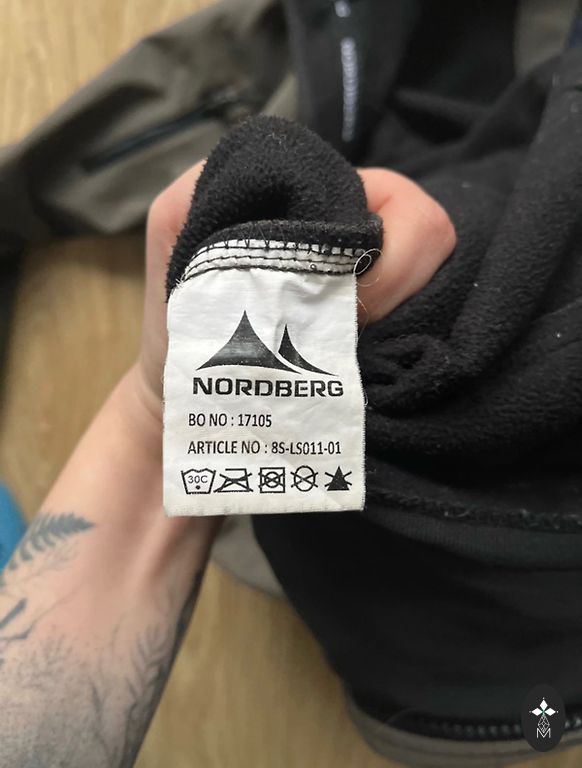 NORDBERG
BO NO : 17105
ARTICLE NO : 8S-LS011-01
30C
M